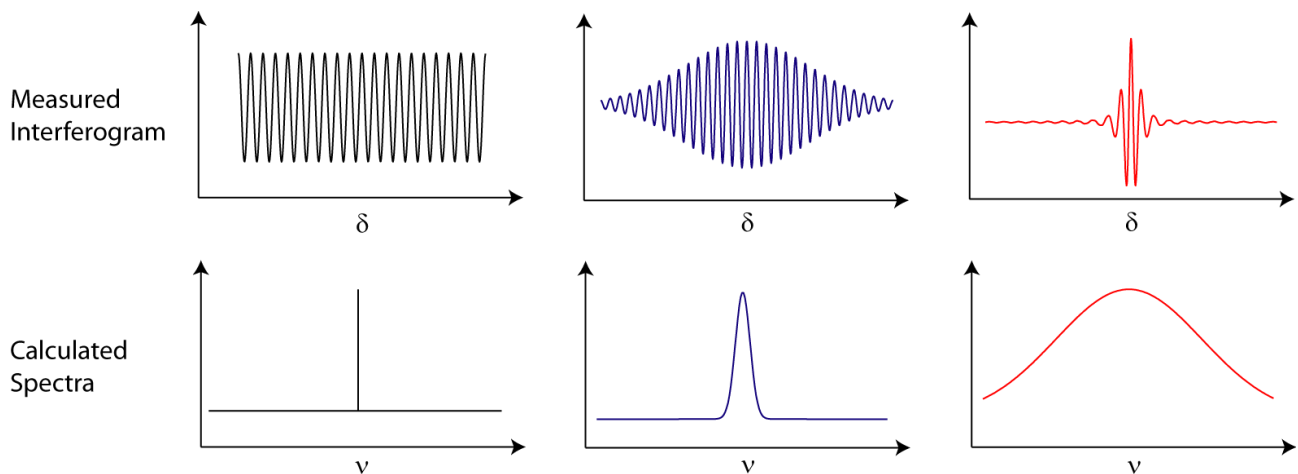 Measured
Interferogram
δ δ δ
Calculated
Spectra
ν ν ν